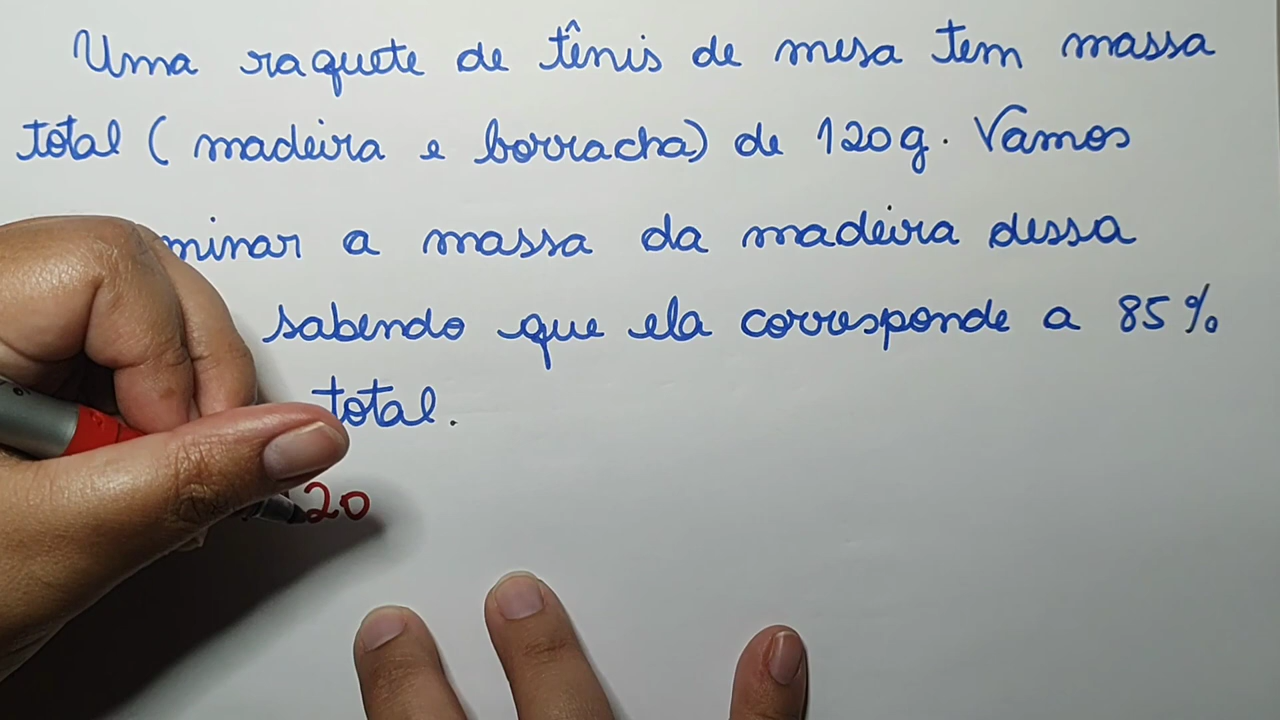 Uma raquete de tênis de mesa tem massa
total ( madeira e borracha) de 120g. Vamos
minar a massa da madeira dessa
sabendo que ela corresponde a 85%
total.
20